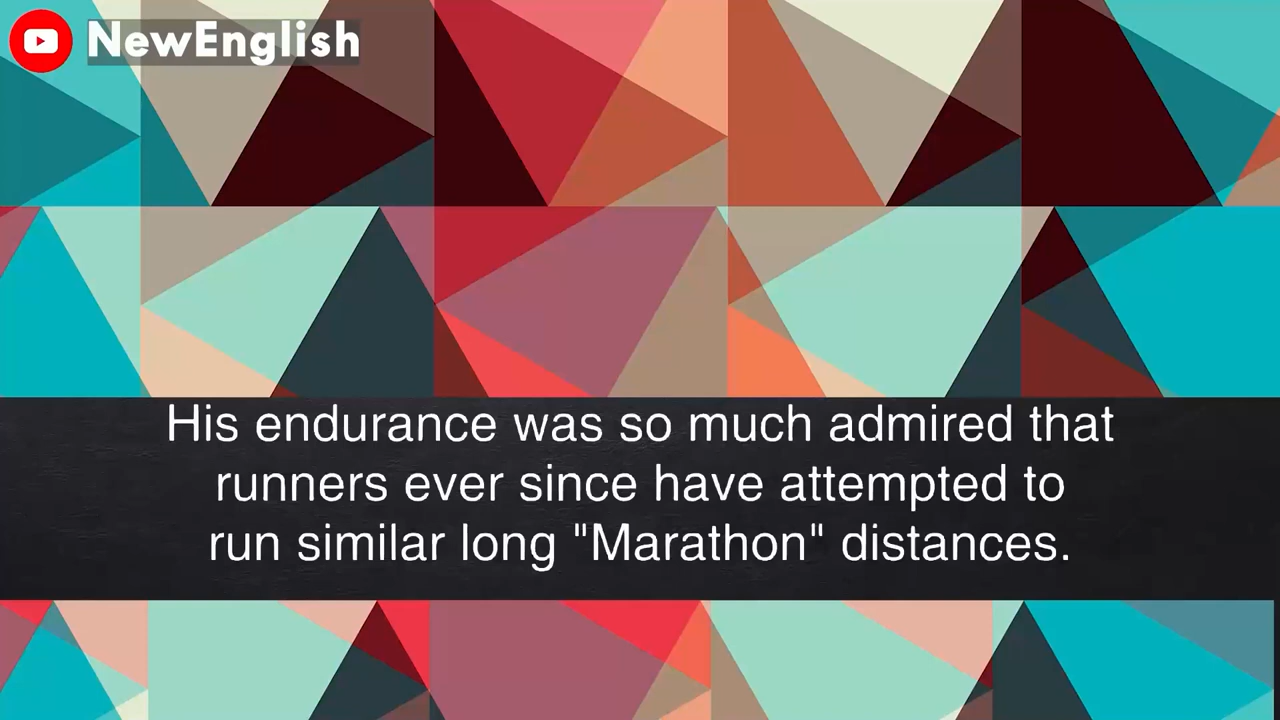 NewEnglish
His endurance was so much admired that
runners ever since have attempted to
run similar long "Marathon" distances.